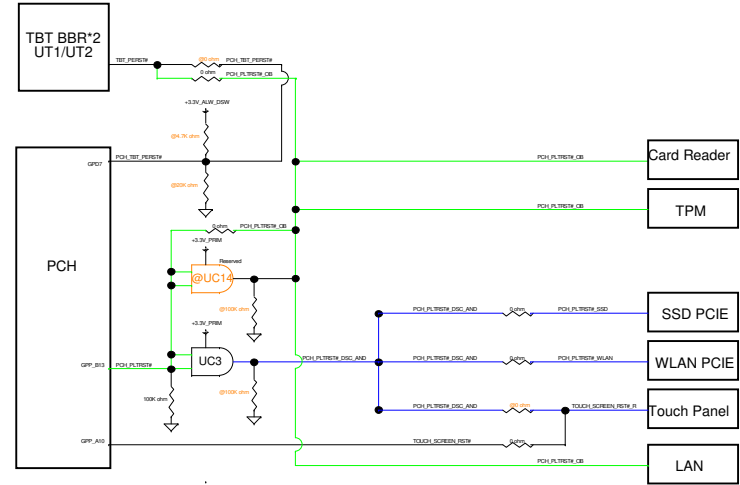 TBT BBR*2
UT1/UT2
TBT_PERST#
@0 ohm
PCH_TBT_PERST#
0 ohm
PCH_PLTRST#_OB
+3.3V_ALW_DSW
@4.7K ohm
GPD7
PCH_TBT_PERST#
@20K ohm
PCH_PLTRST#_OB
Card Reader
PCH_PLTRST#_OB
TPM
0 ohm
PCH_PLTRST#_OB
+3.3V_PRIM
Reserved
PCH
@UC14
@100K ohm
PCH_PLTRST#_DSC_AND
0 ohm
PCH_PLTRST#_SSD
SSD PCIE
+3.3V_PRIM
UC3
PCH_PLTRST#_DSC_AND
PCH_PLTRST#_DSC_AND
0 ohm
PCH_PLTRST#_WLAN
WLAN PCIE
GPP_B13
PCH_PLTRST#
100K ohm
@100K ohm
PCH_PLTRST#_DSC_AND
@0 ohm
TOUCH_SCREEN_RST#_R
Touch Panel
GPP_A10
TOUCH_SCREEN_RST#
0 ohm
PCH_PLTRST#_OB
LAN